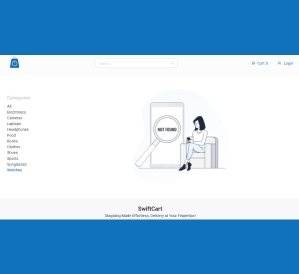 Search...
Cart 0
Login
Categories
All
Electronics
Cameras
Laptops
Headphones
Food
Books
Clothes
Shoes
Sports
Sunglasses
Watches
NOT FOUND
SwiftCart
Shopping Made Effortless, Delivery at Your Fingertips!